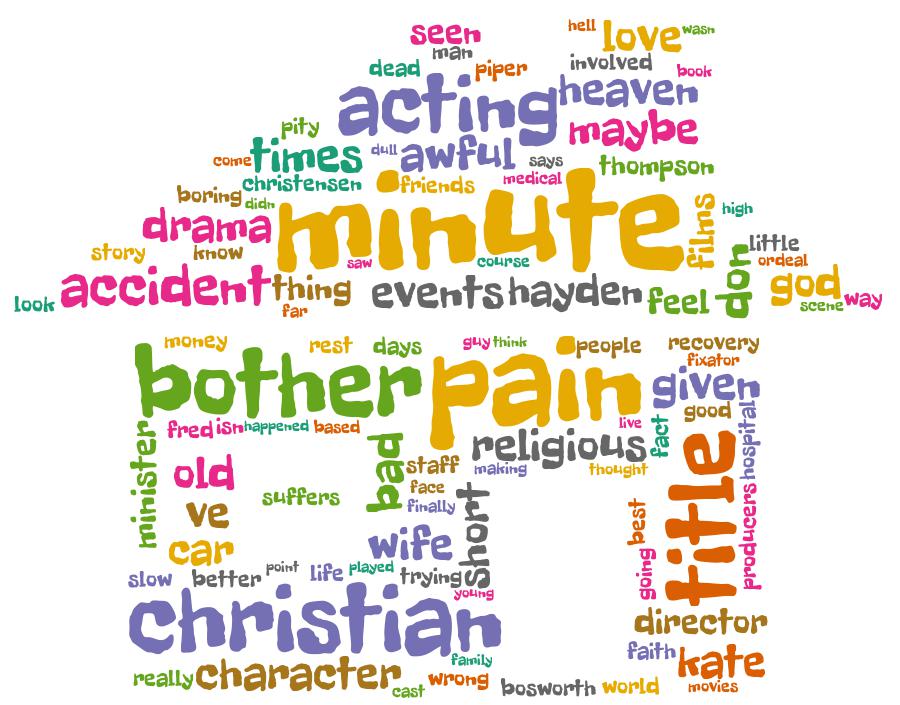 seen
man
hell
love
wasn
dead
piper
involved
book
acting
heaven
pity
maybe
come
times
dull
awful
says
thompson
christensen
friends
medical
boring
didn
minute
films
high
drama
story
know
saw
course
don
little
ordeal
look
accident
thing
far
events
hayden
feel
god
scene
way
money
rest
days
guy
think
people
recovery
fixator
bother
pain
given
good
hospital
fred
isn
happened
based
live
fact
minister
old
bad
staff
religious
making
thought
title
suffers
face
finally
ve
short
best
producers
car
wife
going
slow
better
point
life
played
trying
young
christian
director
family
faith
kate
really
character
cast
wrong
bosworth
world
movies